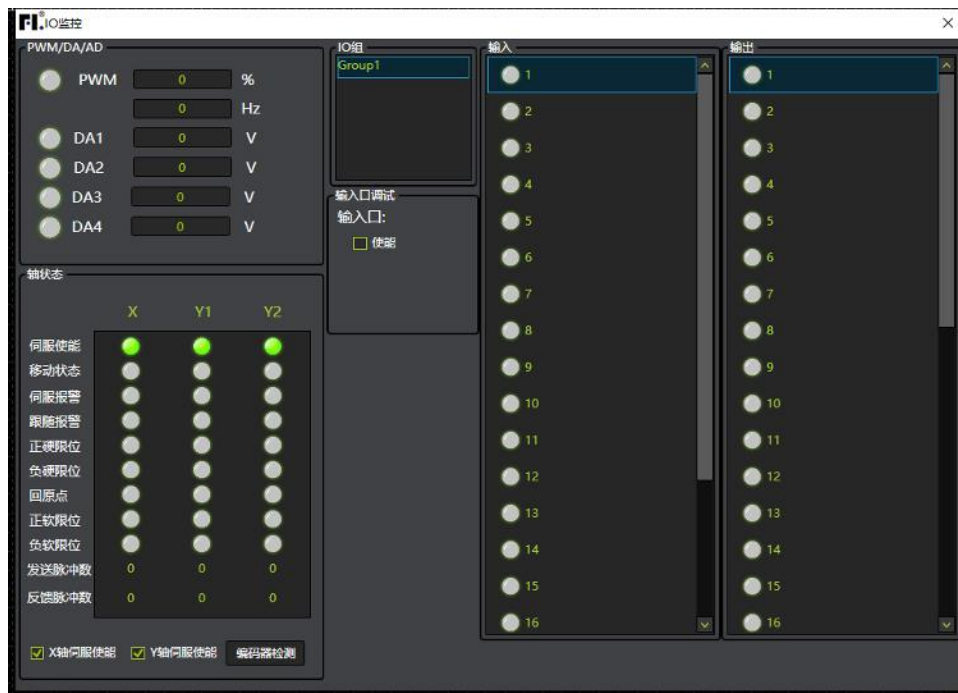 IO监控
PWM/DA/AD
PWM 0 %
0 Hz
DA1 0 V
DA2 0 V
DA3 0 V
DA4 0 V
轴状态
X Y1 Y2
伺服使能
移动状态
伺服报警
跟随报警
正硬限位
负硬限位
回原点
正软限位
负软限位
发送脉冲数 0 0 0
反馈脉冲数 0 0 0
X轴伺服使能 Y轴伺服使能 编码器检测
IO组
Group1
输入口调试
输入口:
使能
输入
1
2
3
4
5
6
7
8
9
10
11
12
13
14
15
16
输出
1
2
3
4
5
6
7
8
9
10
11
12
13
14
15
16